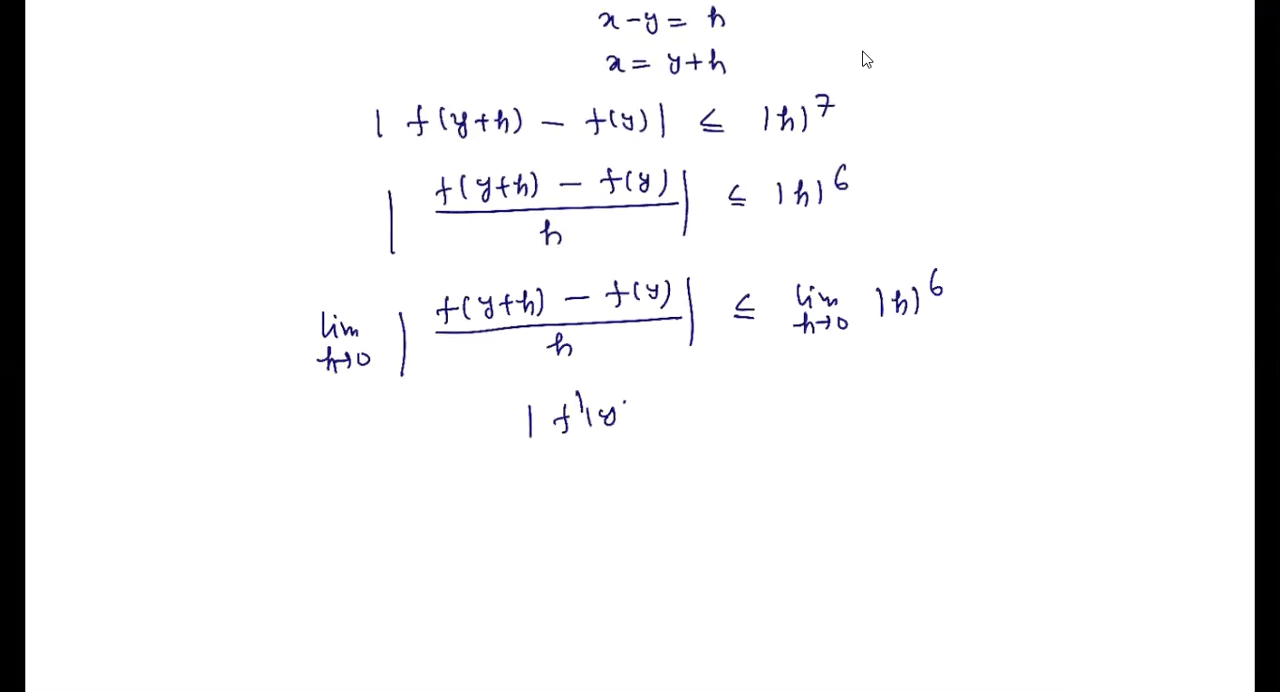 x - y = h
x = y + h
| f(y+h) - f(y) | ≤ |h|^7
| f(y+h) - f(y) / h | ≤ |h|^6
lim h→0 | f(y+h) - f(y) / h | ≤ lim h→0 |h|^6
| f'(y